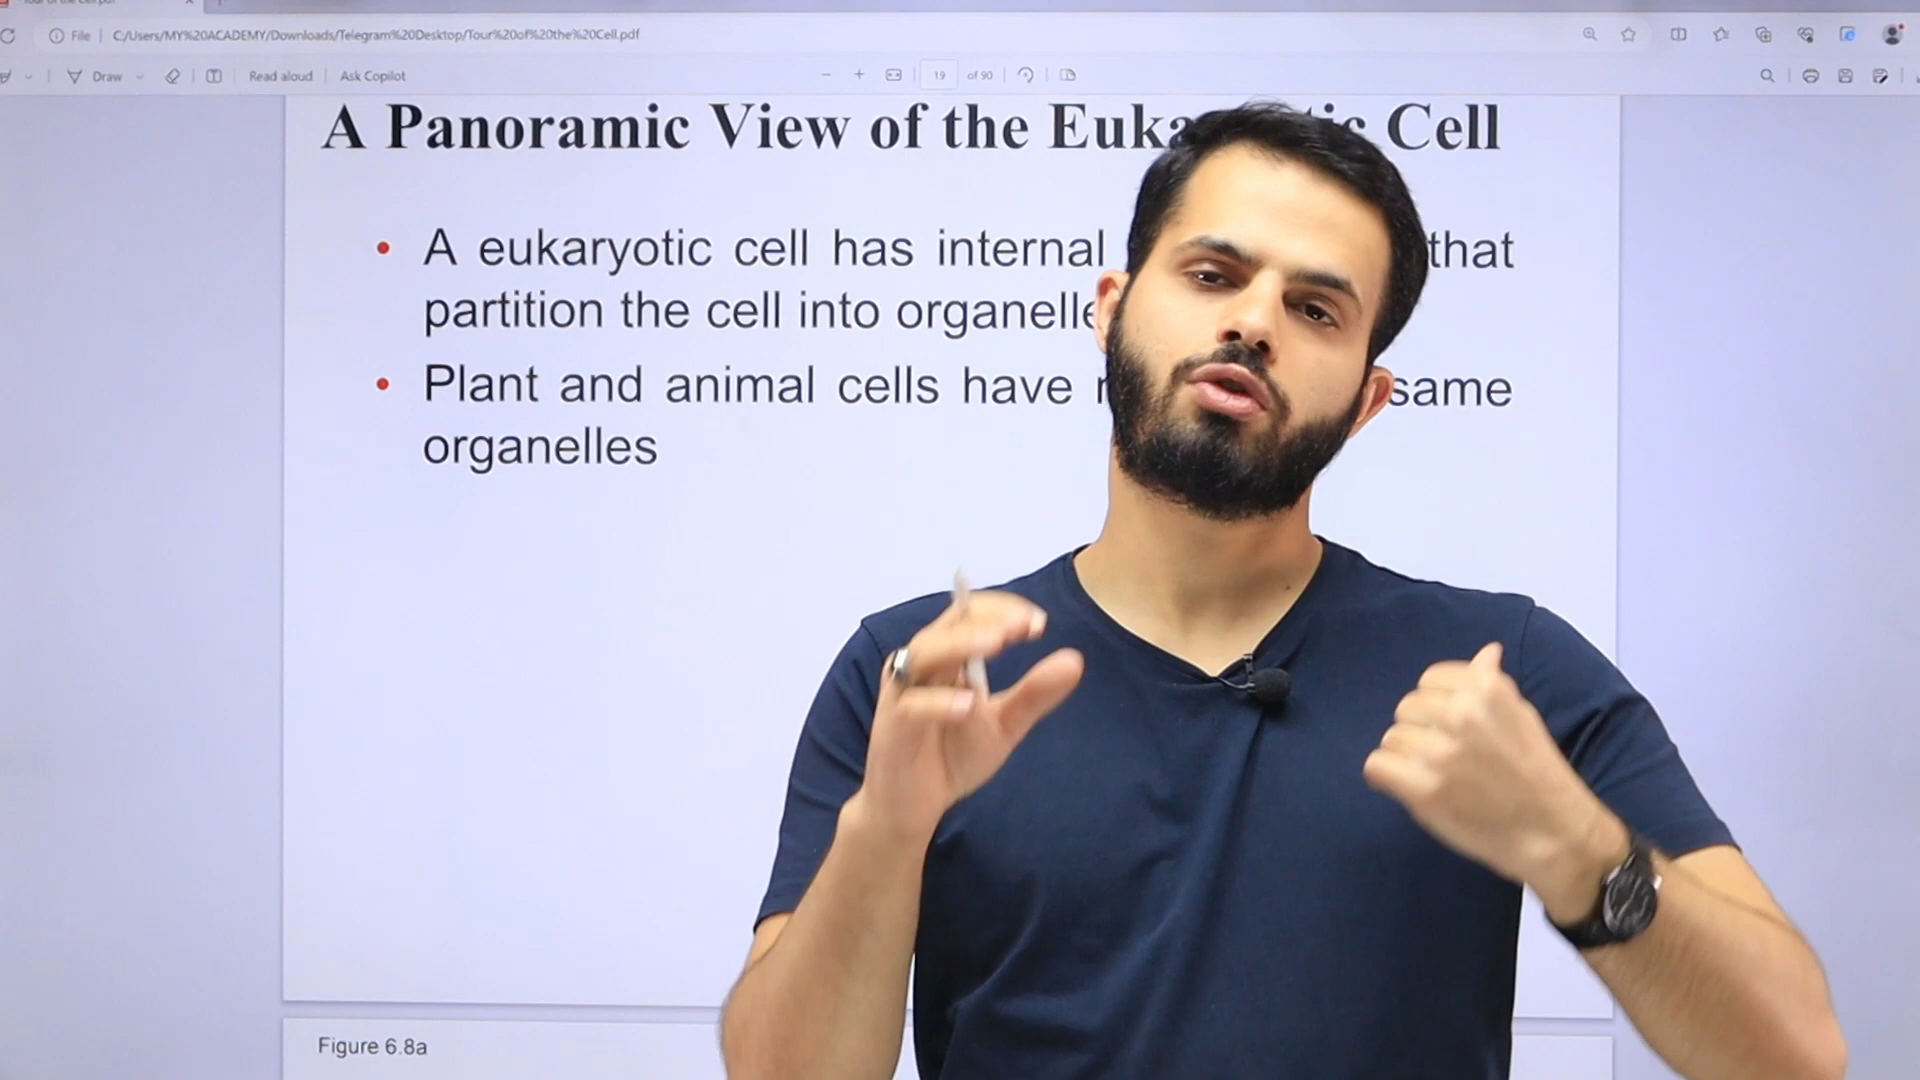 File C:/Users/MY%20ACADEMY/Downloads/Telegram%20Desktop/Tour%20of%20the%20Cell.pdf
Draw Read aloud Ask Copilot 19 of 90
A Panoramic View of the Cell
• A eukaryotic cell has internal that
partition the cell into
• Plant and animal cells have same
organelles
Figure 6.8a